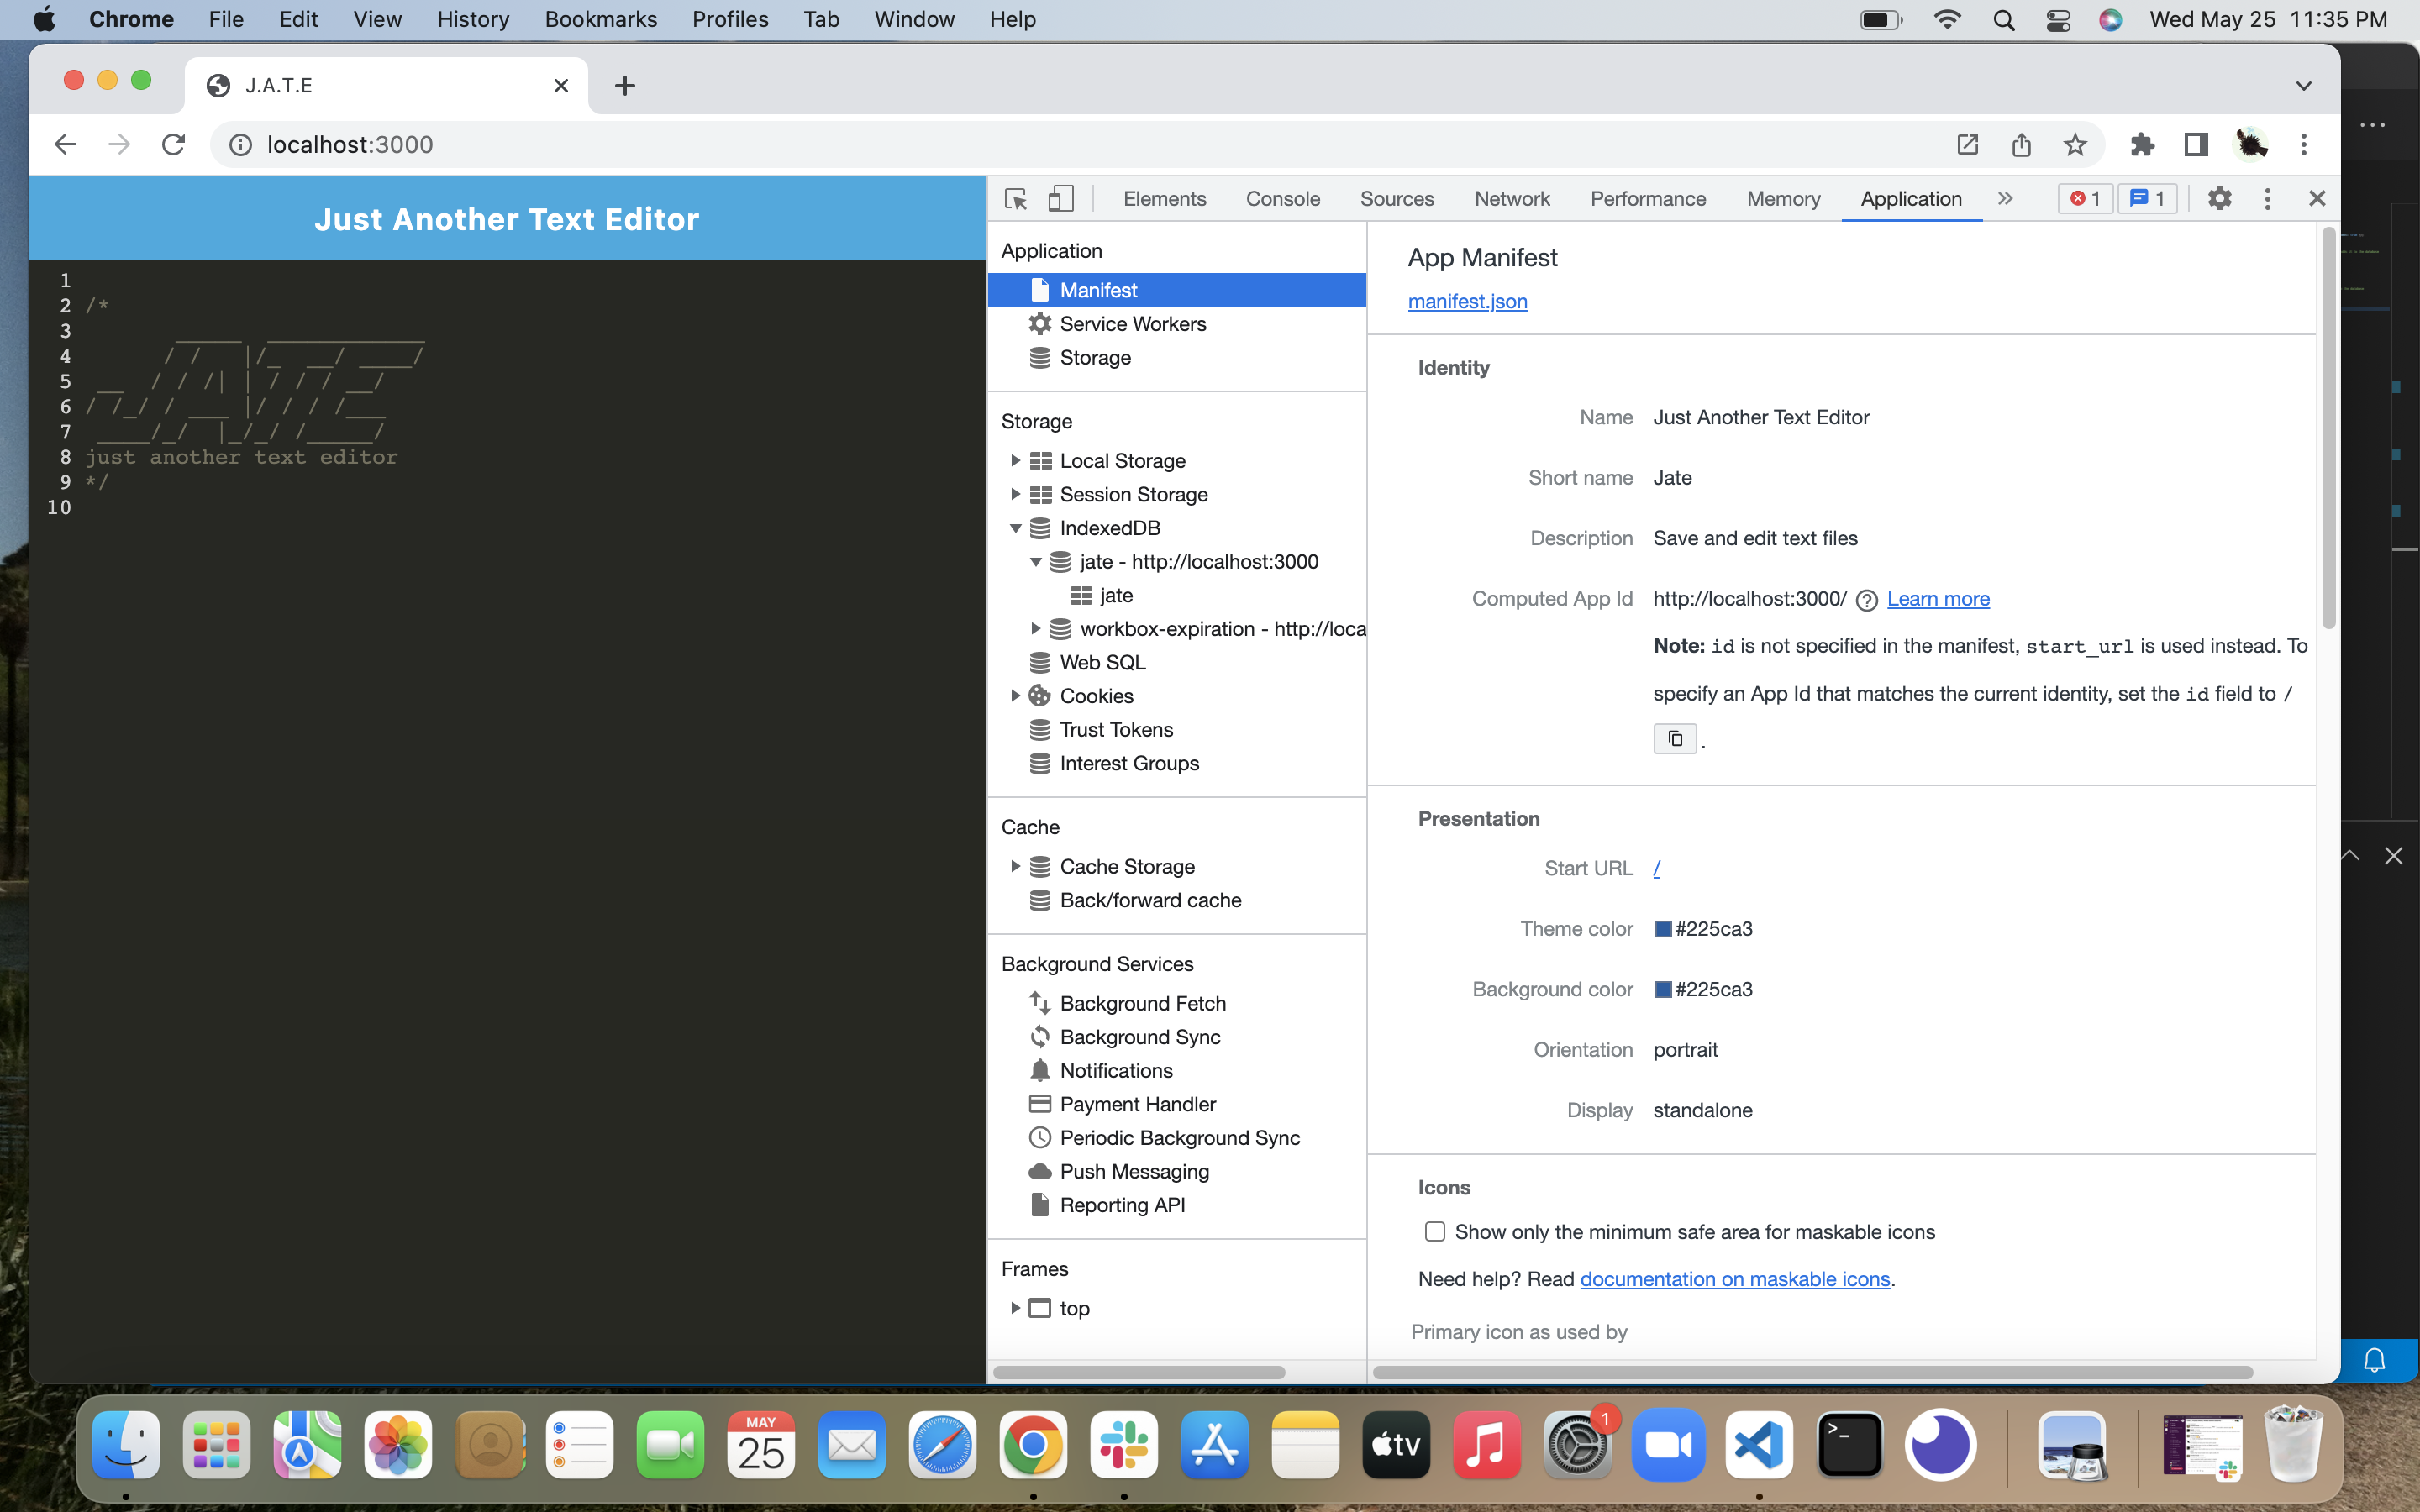 Chrome File Edit View History Bookmarks Profiles Tab Window Help Wed May 25 11:35 PM
J.A.T.E
localhost:3000
Just Another Text Editor
1
2 /*
3
4
5
6
7
8 just another text editor
9 */
10
Elements Console Sources Network Performance Memory Application 1 1
Application
Manifest
Service Workers
Storage
Storage
Local Storage
Session Storage
IndexedDB
jate - http://localhost:3000
jate
workbox-expiration - http://loca
Web SQL
Cookies
Trust Tokens
Interest Groups
Cache
Cache Storage
Back/forward cache
Background Services
Background Fetch
Background Sync
Notifications
Payment Handler
Periodic Background Sync
Push Messaging
Reporting API
Frames
top
App Manifest
manifest.json
Identity
Name Just Another Text Editor
Short name Jate
Description Save and edit text files
Computed App Id http://localhost:3000/ Learn more
Note: id is not specified in the manifest, start_url is used instead. To
specify an App Id that matches the current identity, set the id field to /
.
Presentation
Start URL /
Theme color #225ca3
Background color #225ca3
Orientation portrait
Display standalone
Icons
Show only the minimum safe area for maskable icons
Need help? Read documentation on maskable icons.
Primary icon as used by
MAY
25
tv
1